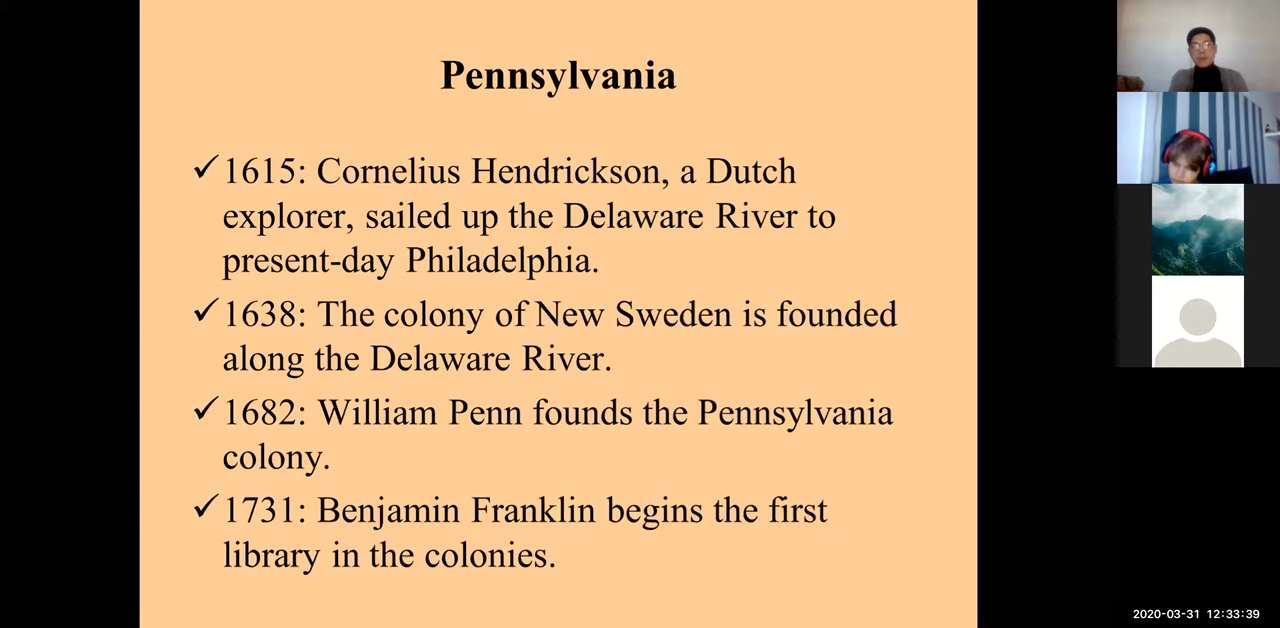 Pennsylvania
✓1615: Cornelius Hendrickson, a Dutch
explorer, sailed up the Delaware River to
present-day Philadelphia.
✓1638: The colony of New Sweden is founded
along the Delaware River.
✓1682: William Penn founds the Pennsylvania
colony.
✓1731: Benjamin Franklin begins the first
library in the colonies.
2020-03-31 12:33:39